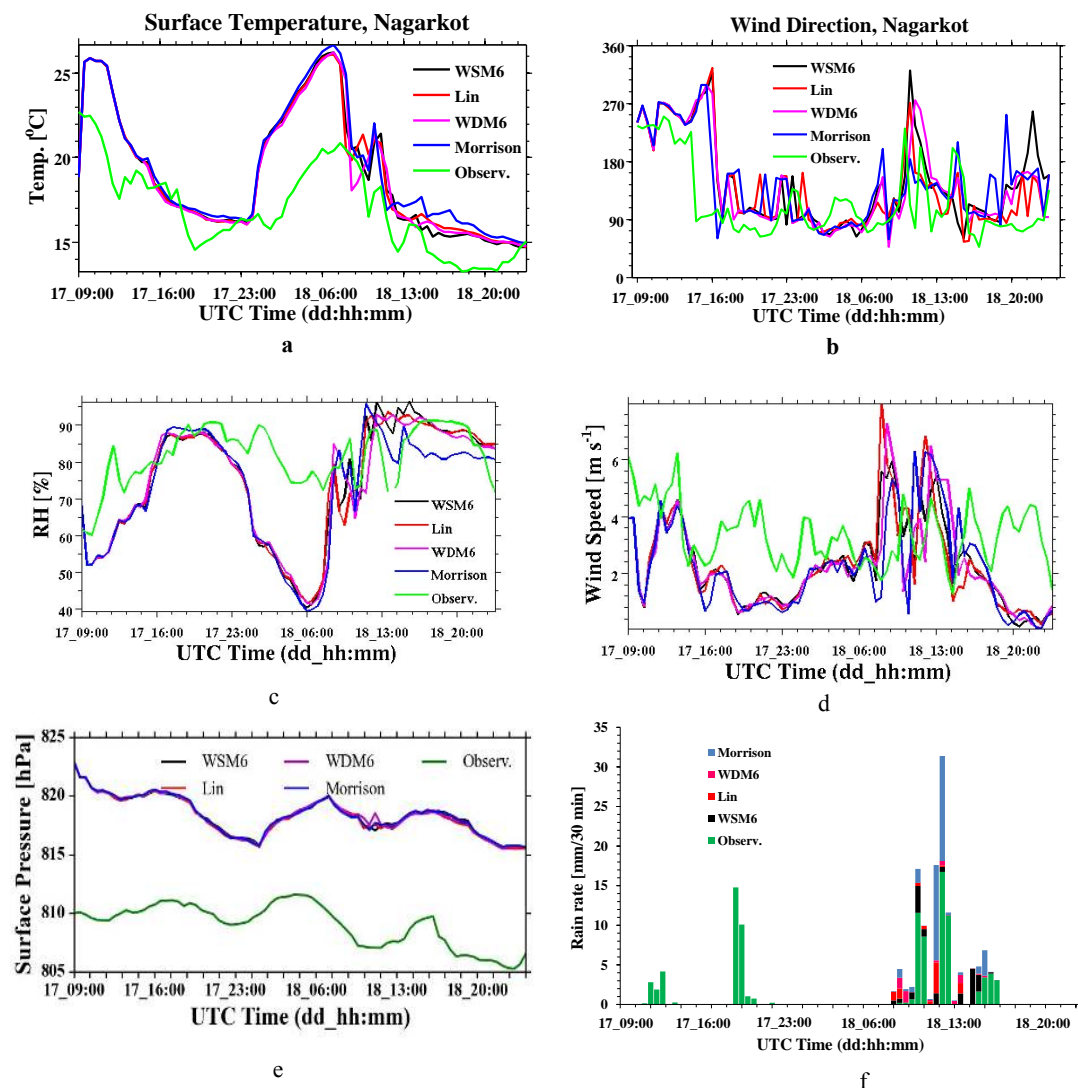 Surface Temperature, Nagarkot
Temp. [⁰C]
25
20
15
WSM6
Lin
WDM6
Morrison
Observ.
17_09:00 17_16:00 17_23:00 18_06:00 18_13:00 18_20:00
UTC Time (dd:hh:mm)
a
Wind Direction, Nagarkot
360
270
180
90
0
WSM6
Lin
WDM6
Morrison
Observ.
17_09:00 17_16:00 17_23:00 18_06:00 18_13:00 18_20:00
UTC Time (dd:hh:mm)
b
RH [%]
90
80
70
60
50
40
WSM6
Lin
WDM6
Morrison
Observ.
17_09:00 17_16:00 17_23:00 18_06:00 18_13:00 18_20:00
UTC Time (dd_hh:mm)
c
Wind Speed [m s⁻¹]
6
4
2
17_09:00 17_16:00 17_23:00 18_06:00 18_13:00 18_20:00
UTC Time (dd_hh:mm)
d
Surface Pressure [hPa]
825
820
815
810
805
WSM6 WDM6 Observ.
Lin Morrison
17_09:00 17_16:00 17_23:00 18_06:00 18_13:00 18_20:00
UTC Time (dd_hh:mm)
e
Rain rate [mm/30 min]
35
30
25
20
15
10
5
0
Morrison
WDM6
Lin
WSM6
Observ.
17_09:00 17_16:00 17_23:00 18_06:00 18_13:00 18_20:00
UTC Time (dd:hh:mm)
f